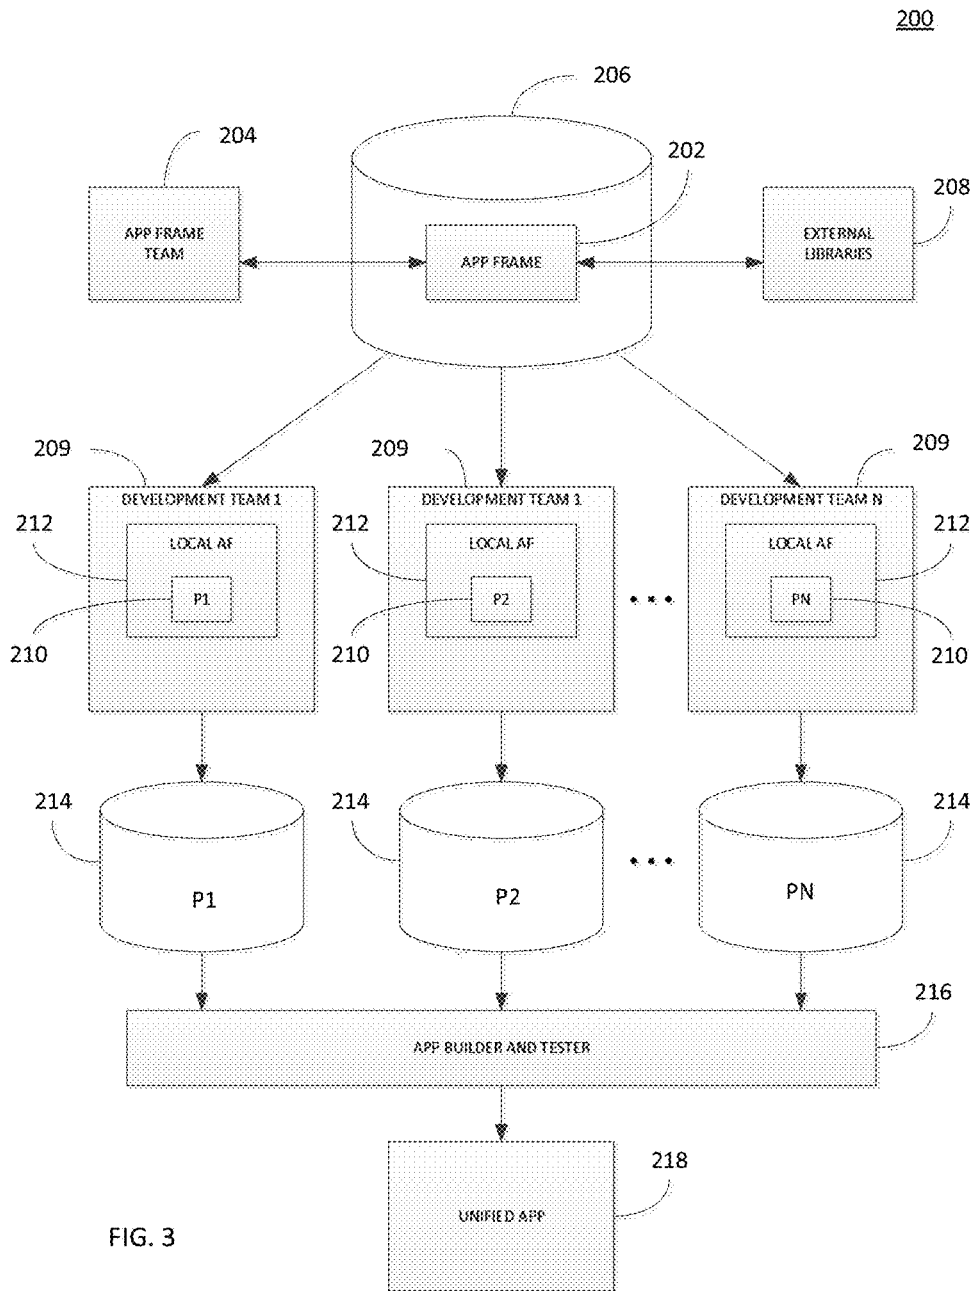 200
206
204
202
208
APP FRAME
TEAM
APP FRAME
EXTERNAL
LIBRARIES
209
209
209
DEVELOPMENT TEAM 1
DEVELOPMENT TEAM 1
DEVELOPMENT TEAM N
212
LOCAL AF
212
LOCAL AF
LOCAL AF
212
P1
P2
• • •
PN
210
210
210
214
214
214
P1
P2
• • •
PN
216
APP BUILDER AND TESTER
218
UNIFIED APP
FIG. 3